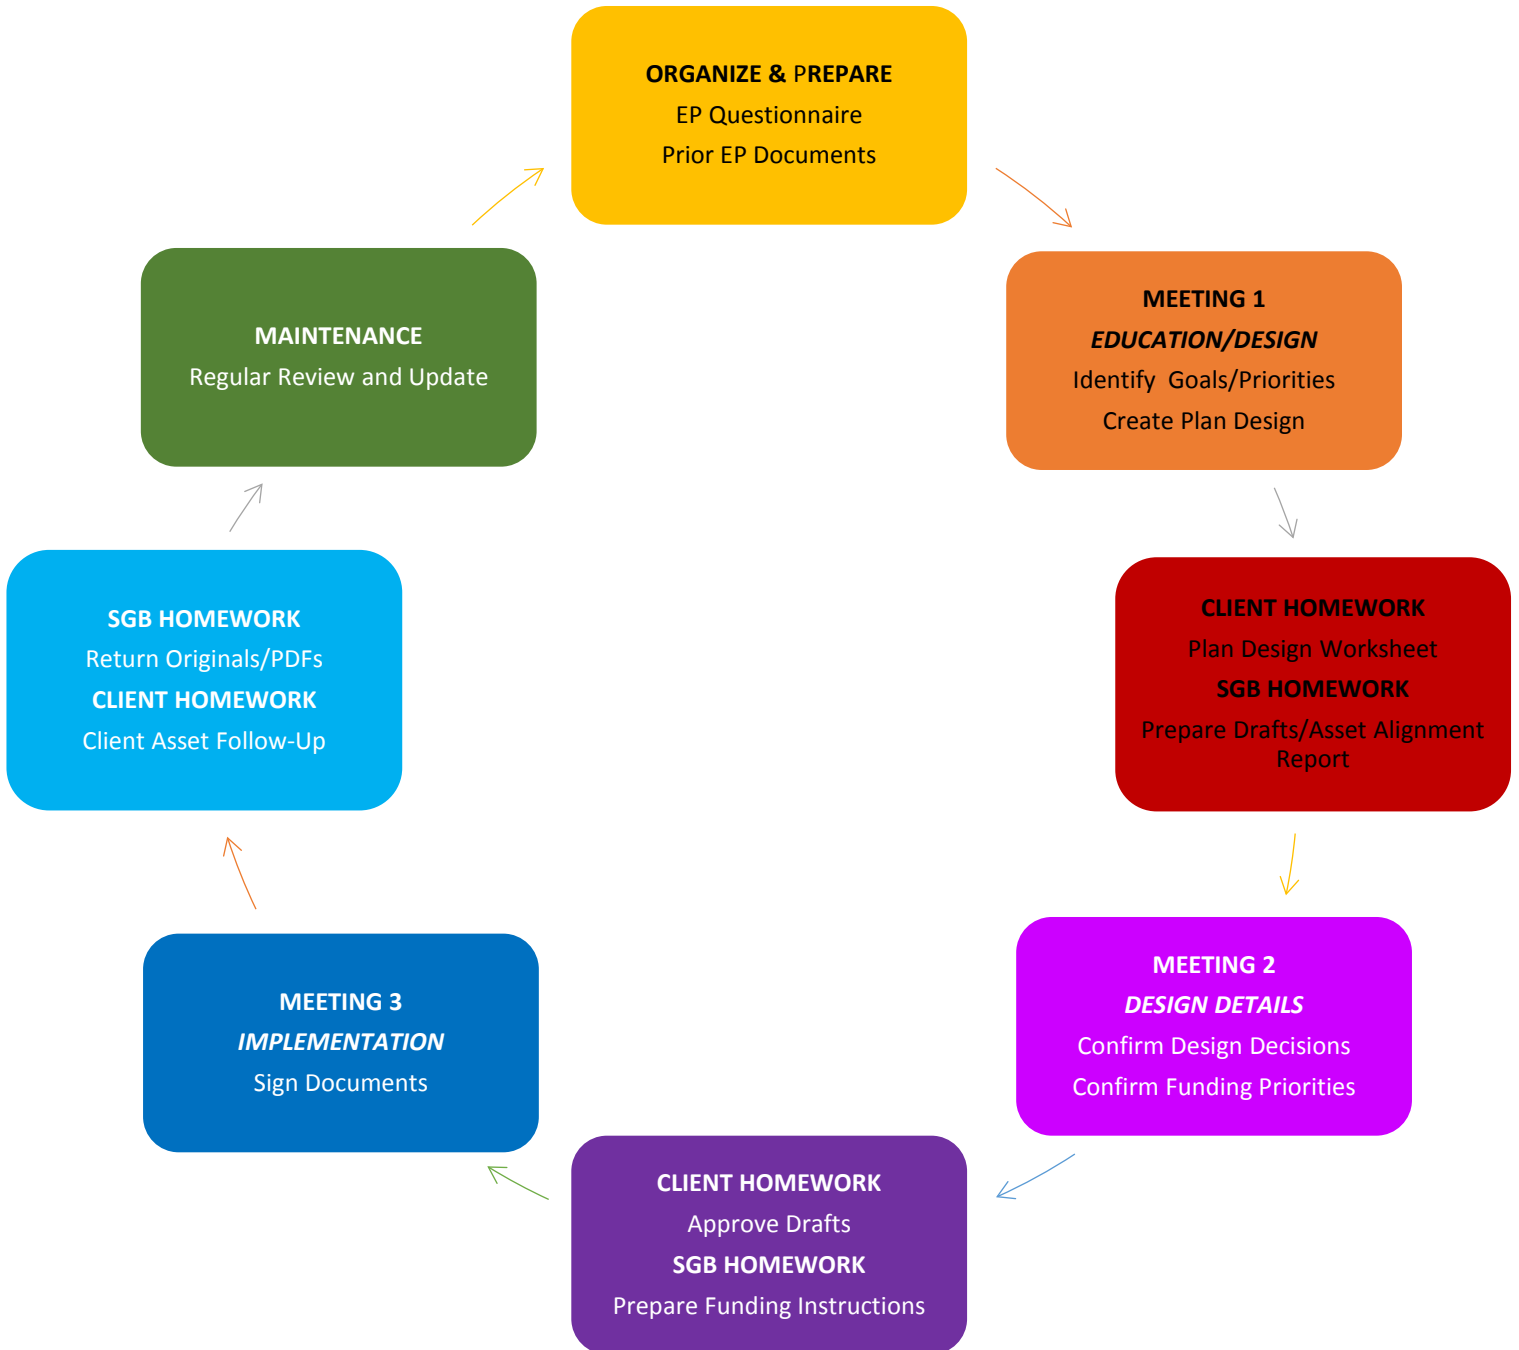 ORGANIZE & PREPARE
EP Questionnaire
Prior EP Documents
MEETING 1
EDUCATION/DESIGN
Identify  Goals/Priorities
Create Plan Design
CLIENT HOMEWORK
Plan Design Worksheet
SGB HOMEWORK
Prepare Drafts/Asset Alignment
Report
MEETING 2
DESIGN DETAILS
Confirm Design Decisions
Confirm Funding Priorities
CLIENT HOMEWORK
Approve Drafts
SGB HOMEWORK
Prepare Funding Instructions
MEETING 3
IMPLEMENTATION
Sign Documents
SGB HOMEWORK
Return Originals/PDFs
CLIENT HOMEWORK
Client Asset Follow-Up
MAINTENANCE
Regular Review and Update